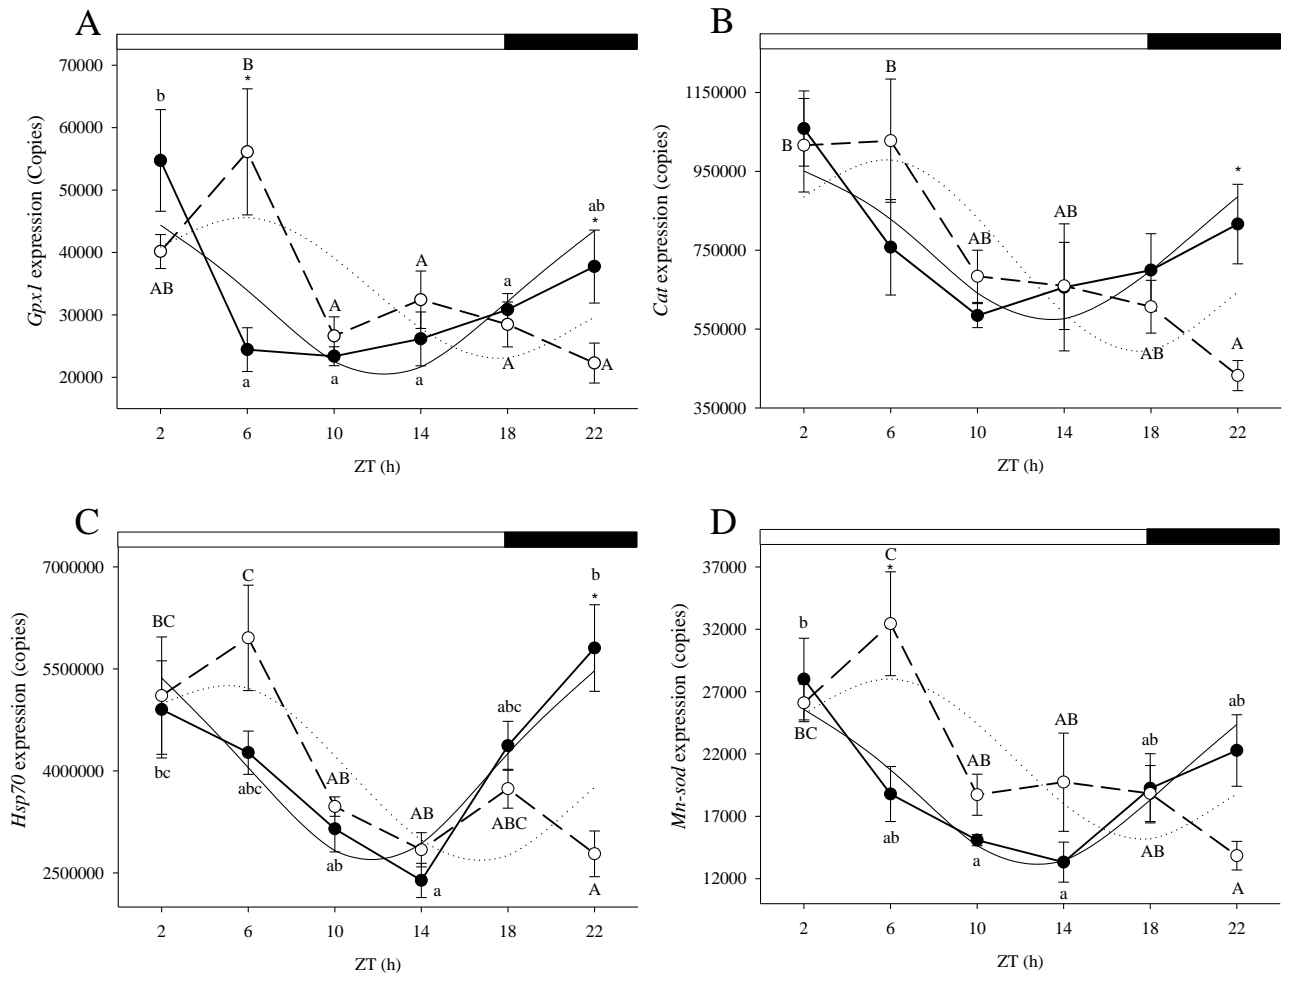 A
Gpx1 expression (Copies)
70000
60000
50000
40000
30000
20000
b
AB
B
*
a
A
a
A
a
a
A
ab
*
A
2 6 10 14 18 22
ZT (h)
B
Cat expression (copies)
1150000
950000
750000
550000
350000
B
B
AB
AB
AB
*
A
2 6 10 14 18 22
ZT (h)
C
Hsp70 expression (copies)
7000000
5500000
4000000
2500000
BC
bc
C
abc
AB
ab
AB
a
abc
ABC
b
*
A
2 6 10 14 18 22
ZT (h)
D
Mn-sod expression (copies)
37000
32000
27000
22000
17000
12000
b
BC
C
*
ab
AB
a
AB
a
ab
AB
ab
A
2 6 10 14 18 22
ZT (h)